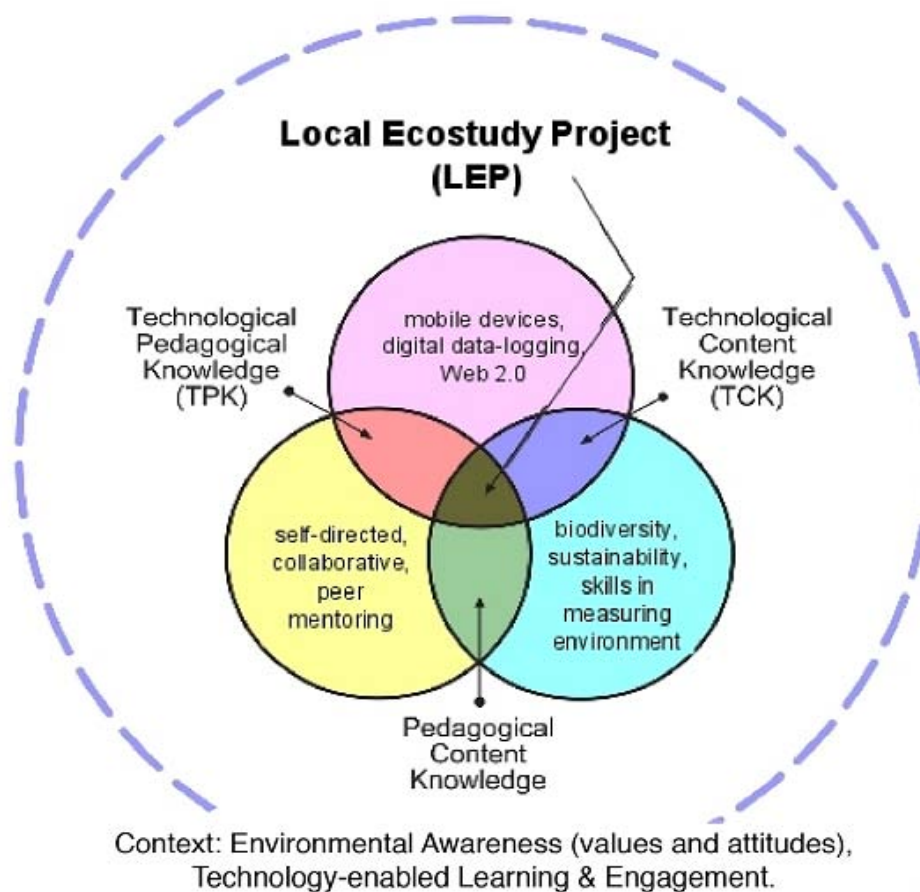 Local Ecostudy Project
(LEP)
Technological
Pedagogical
Knowledge
(TPK)
mobile devices,
digital data-logging,
Web 2.0
Technological
Content
Knowledge
(TCK)
self-directed,
collaborative,
peer
mentoring
biodiversity,
sustainability,
skills in
measuring
environment
Pedagogical
Content
Knowledge
Context: Environmental Awareness (values and attitudes),
Technology-enabled Learning & Engagement.